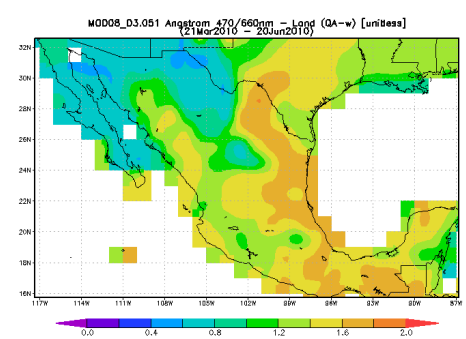 MOD08_D3.051 Angstrom 470/660nm – Land (QA-w) [unitless]
(21Mar2010 – 20Jun2010)
32N
30N
28N
26N
24N
22N
20N
18N
16N
117W 114W 111W 108W 105W 102W 99W 96W 93W 90W 87W
0.0 0.4 0.8 1.2 1.6 2.0